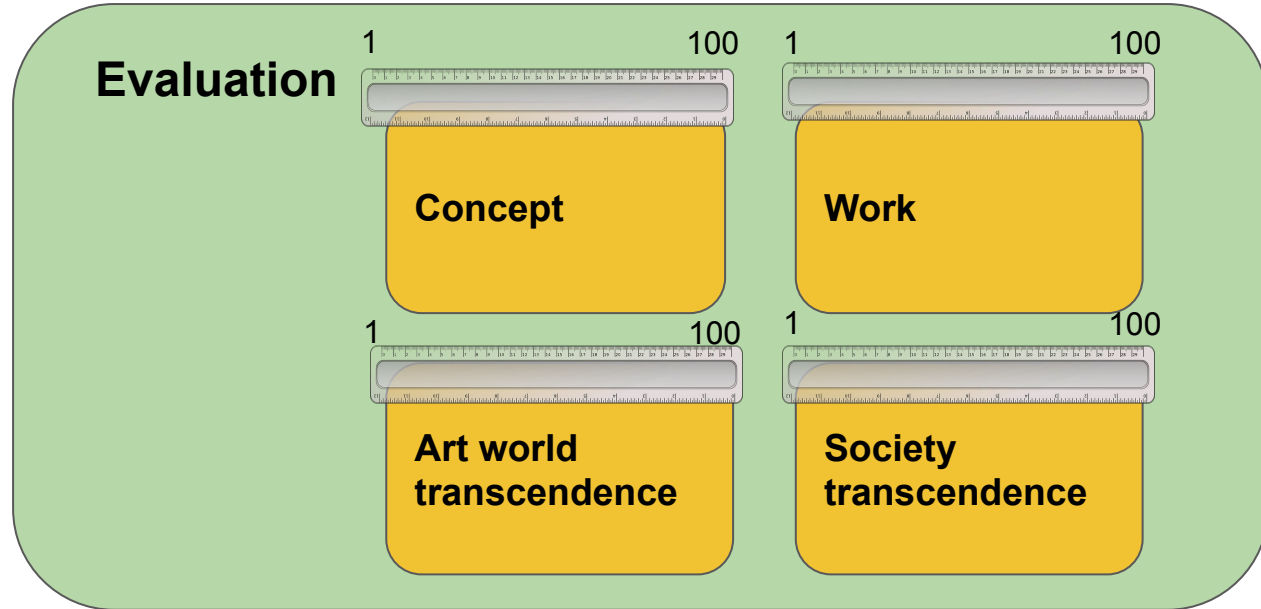 1 100 1 100
Evaluation
Concept Work
1 100 1 100
Art world Society
transcendence transcendence